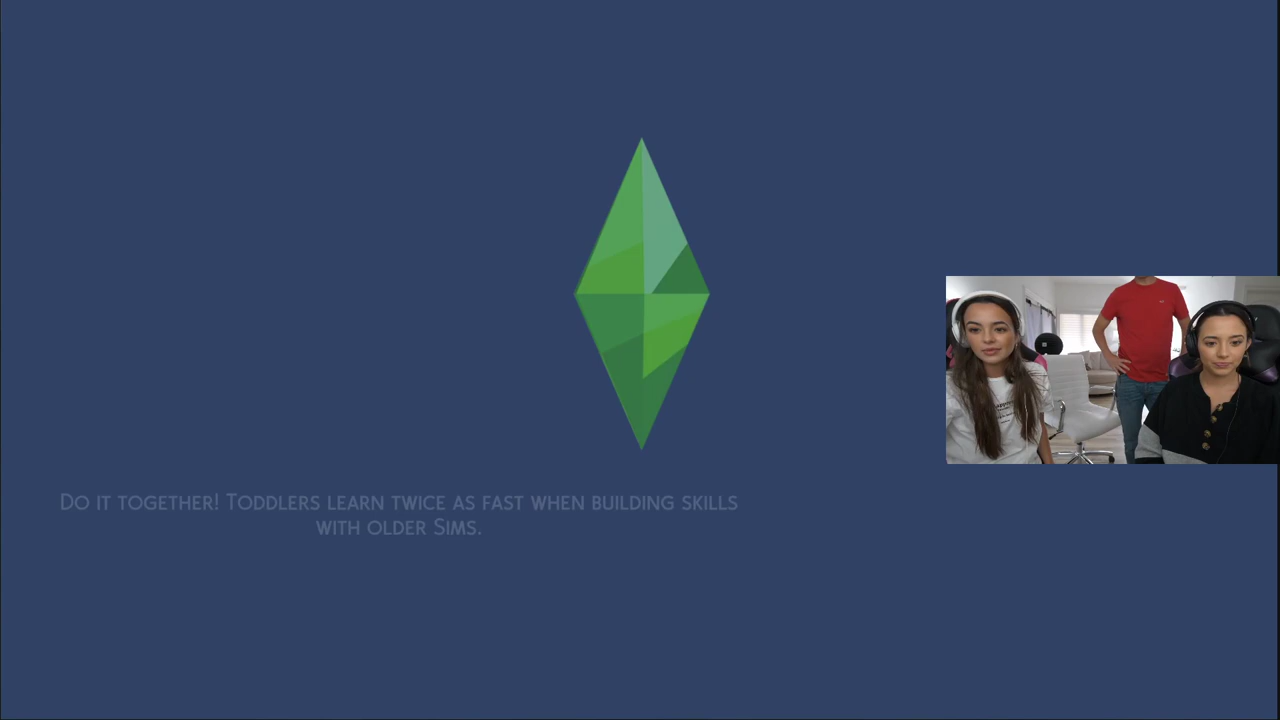 Do it together! Toddlers learn twice as fast when building skills
with older Sims.